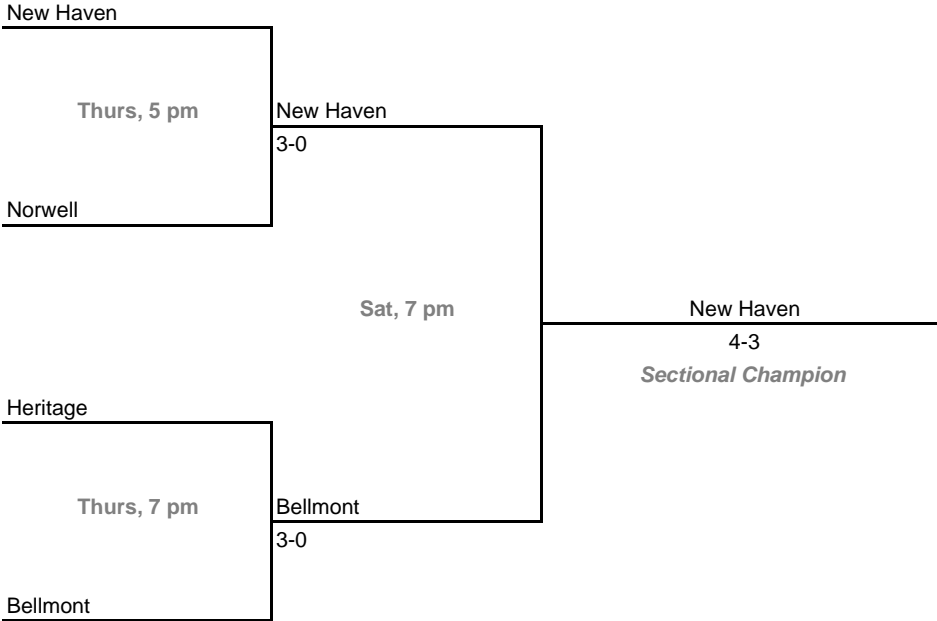 New Haven
Thurs, 5 pm
New Haven
3-0
Norwell
Sat, 7 pm
New Haven
4-3
Sectional Champion
Heritage
Thurs, 7 pm
Bellmont
3-0
Bellmont